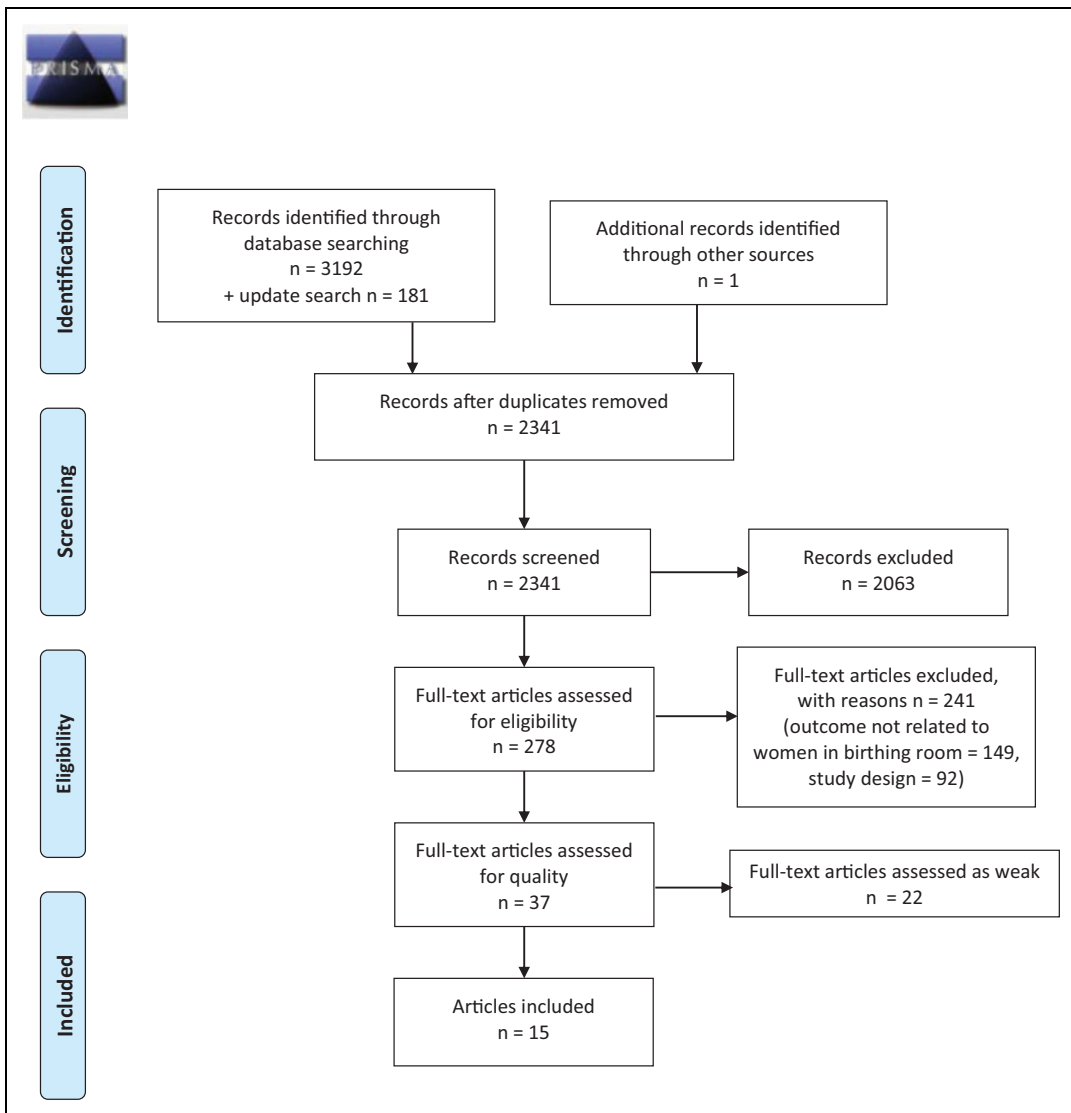 PRISMA
Identification
Records identified through
database searching
n = 3192
+ update search n = 181
Additional records identified
through other sources
n = 1
Records after duplicates removed
n = 2341
Screening
Records screened
n = 2341
Records excluded
n = 2063
Eligibility
Full-text articles assessed
for eligibility
n = 278
Full-text articles excluded,
with reasons n = 241
(outcome not related to
women in birthing room = 149,
study design = 92)
Full-text articles assessed
for quality
n = 37
Full-text articles assessed as weak
n = 22
Included
Articles included
n = 15